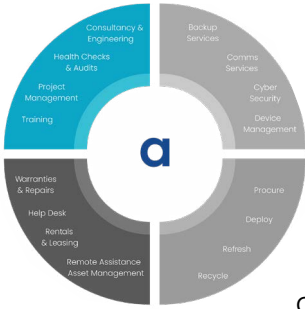 Consultancy &
Engineering
Health Checks
& Audits
Project
Management
Training
Backup
Services
Comms
Services
Cyber
Security
Device
Management
a
Warranties
& Repairs
Help Desk
Rentals
& Leasing
Remote Assistance
Asset Management
Procure
Deploy
Refresh
Recycle